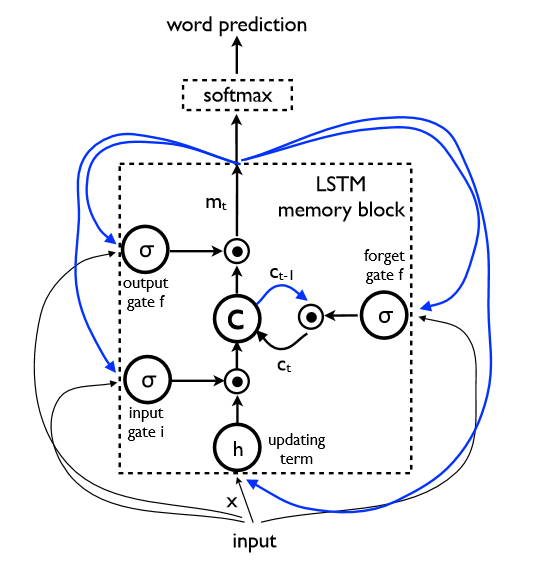 word prediction
softmax
LSTM
memory block
mt
σ
output
gate f
forget
gate f
ct-1
c
σ
ct
σ
input
gate i
h
updating
term
x
input